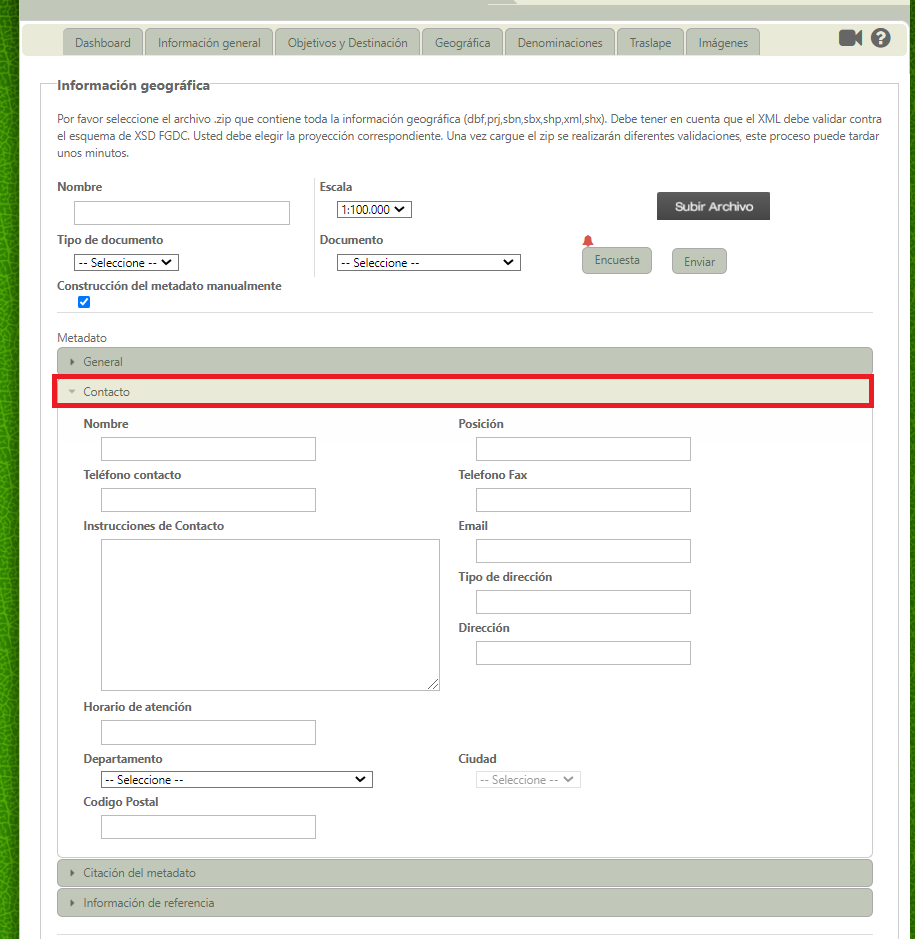 Dashboard Información general Objetivos y Destinación Geográfica Denominaciones Traslape Imágenes ?
Información geográfica
Por favor seleccione el archivo .zip que contiene toda la información geográfica (dbf,prj,sbn,sbx,shp,xml,shx). Debe tener en cuenta que el XML debe validar contra
el esquema de XSD FGDC. Usted debe elegir la proyección correspondiente. Una vez cargue el zip se realizarán diferentes validaciones, este proceso puede tardar
unos minutos.
Nombre Escala
1:100.000 Subir Archivo
Tipo de documento Documento
-- Seleccione -- -- Seleccione -- Encuesta Enviar
Construcción del metadato manualmente
Metadato
General
Contacto
Nombre Posición
Teléfono contacto Telefono Fax
Instrucciones de Contacto Email
Tipo de dirección
Dirección
Horario de atención
Departamento Ciudad
-- Seleccione -- -- Seleccione --
Codigo Postal
Citación del metadato
Información de referencia